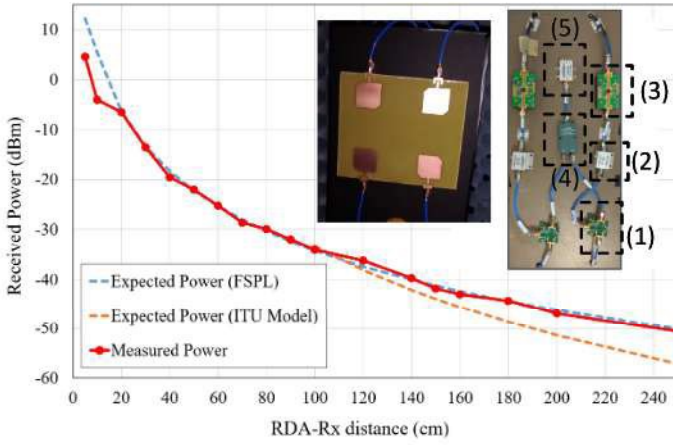 Received Power (dBm)
10
0
-10
-20
-30
-40
-50
-60
(5)
(3)
(2)
(4)
(1)
Expected Power (FSPL)
Expected Power (ITU Model)
Measured Power
0 20 40 60 80 100 120 140 160 180 200 220 240
RDA-Rx distance (cm)